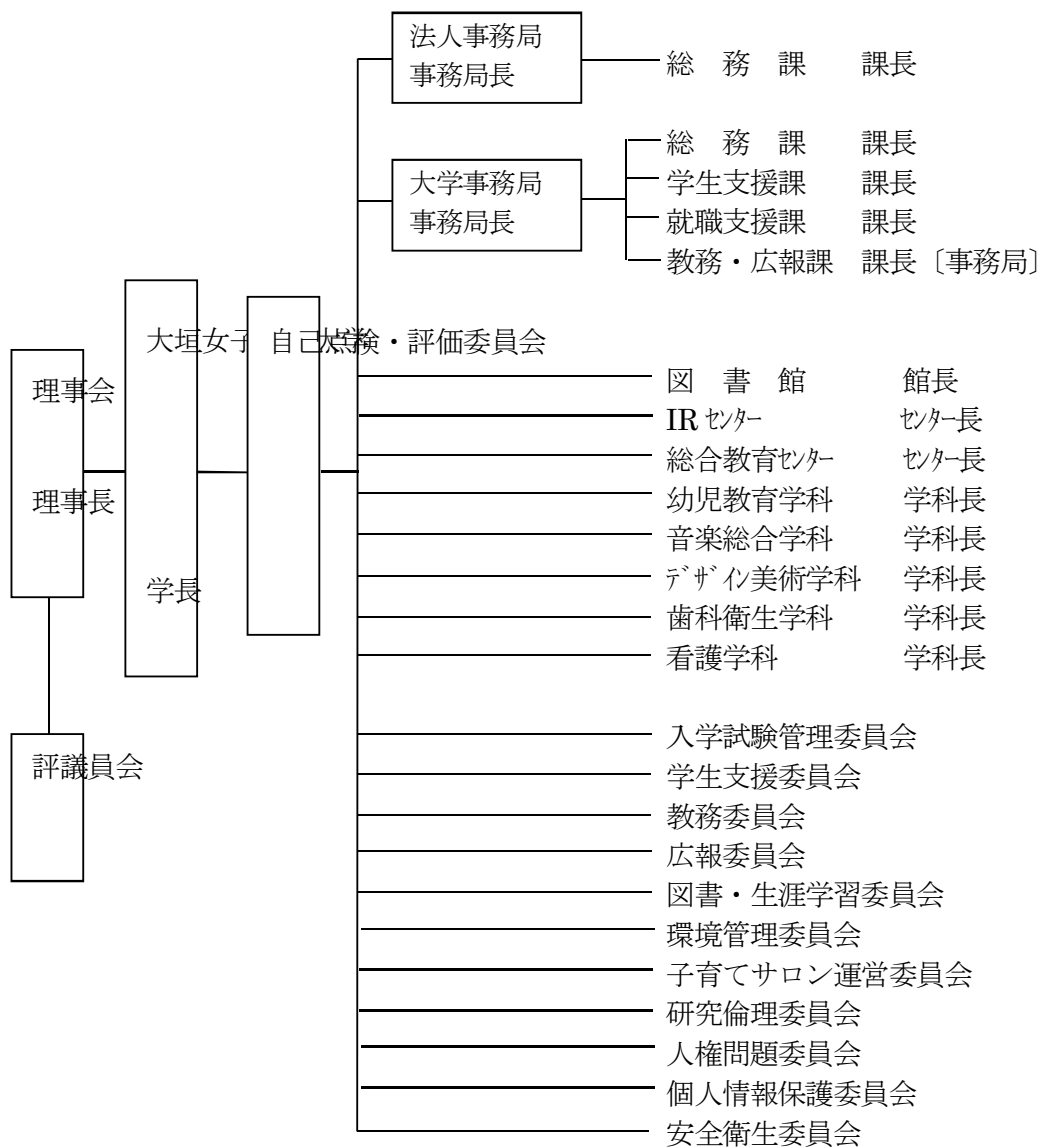 法人事務局
事務局長
総　務　課　　課長
総　務　課　　課長
大学事務局
事務局長
学生支援課　　課長
就職支援課　　課長
教務・広報課　課長〔事務局〕
理事会
理事長
評議員会
大垣女子
学長
自己点検・評価委員会
図　書　館　　　館長
IR センター　　　センター長
総合教育センター　　センター長
幼児教育学科　　学科長
音楽総合学科　　学科長
デザイン美術学科　学科長
歯科衛生学科　　学科長
看護学科　　　　学科長
入学試験管理委員会
学生支援委員会
教務委員会
広報委員会
図書・生涯学習委員会
環境管理委員会
子育てサロン運営委員会
研究倫理委員会
人権問題委員会
個人情報保護委員会
安全衛生委員会